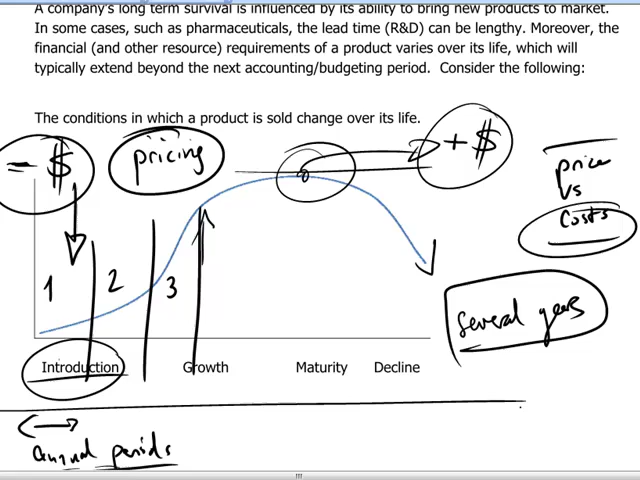 A company's long term survival is influenced by its ability to bring new products to market.
In some cases, such as pharmaceuticals, the lead time (R&D) can be lengthy. Moreover, the
financial (and other resource) requirements of a product varies over its life, which will
typically extend beyond the next accounting/budgeting period. Consider the following:
The conditions in which a product is sold change over its life.
= $
pricing
+ $
price
vs
costs
1
2
3
several years
Introduction
Growth
Maturity
Decline
annual periods